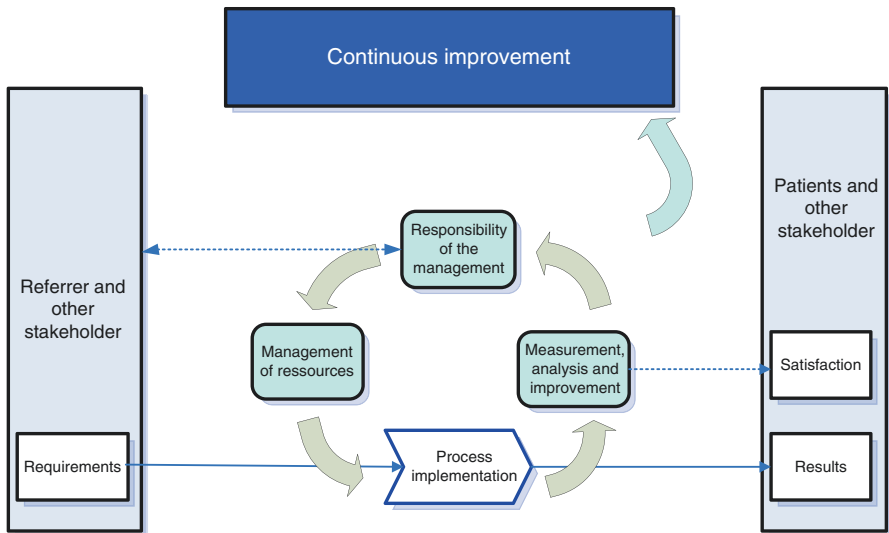 Continuous improvement
Referrer and
other
stakeholder
Requirements
Responsibility
of the
management
Management
of ressources
Process
implementation
Measurement,
analysis and
improvement
Patients and
other
stakeholder
Satisfaction
Results